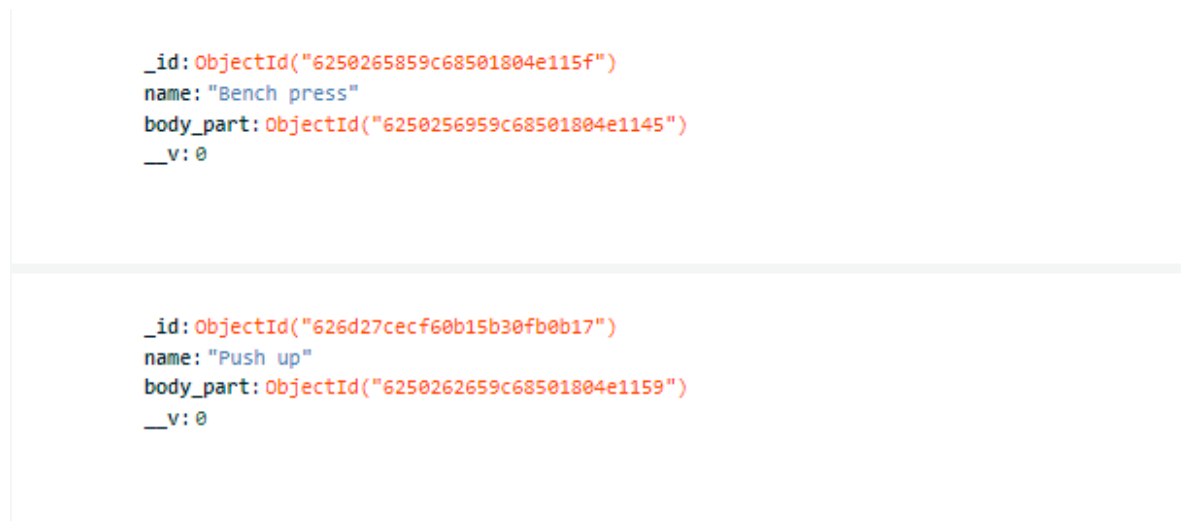 _id: ObjectId("6250265859c68501804e115f")
name: "Bench press"
body_part: ObjectId("6250256959c68501804e1145")
__v: 0
_id: ObjectId("626d27cecf60b15b30fb0b17")
name: "Push up"
body_part: ObjectId("6250262659c68501804e1159")
__v: 0